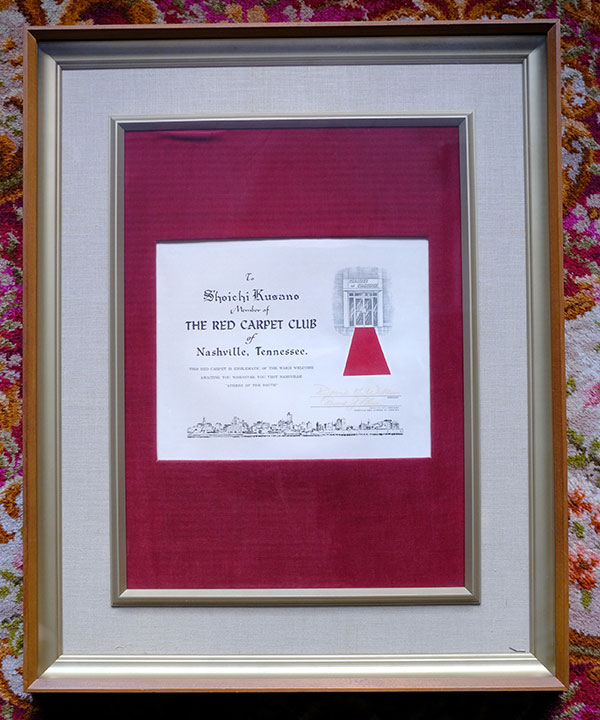 To
Shoichi Kusano
Member of
THE RED CARPET CLUB
of
Nashville, Tennessee.
THIS RED CARPET IS EMBLEMATIC OF THE WARM WELCOME
AWAITING YOU WHENEVER YOU VISIT NASHVILLE
"ATHENS OF THE SOUTH"